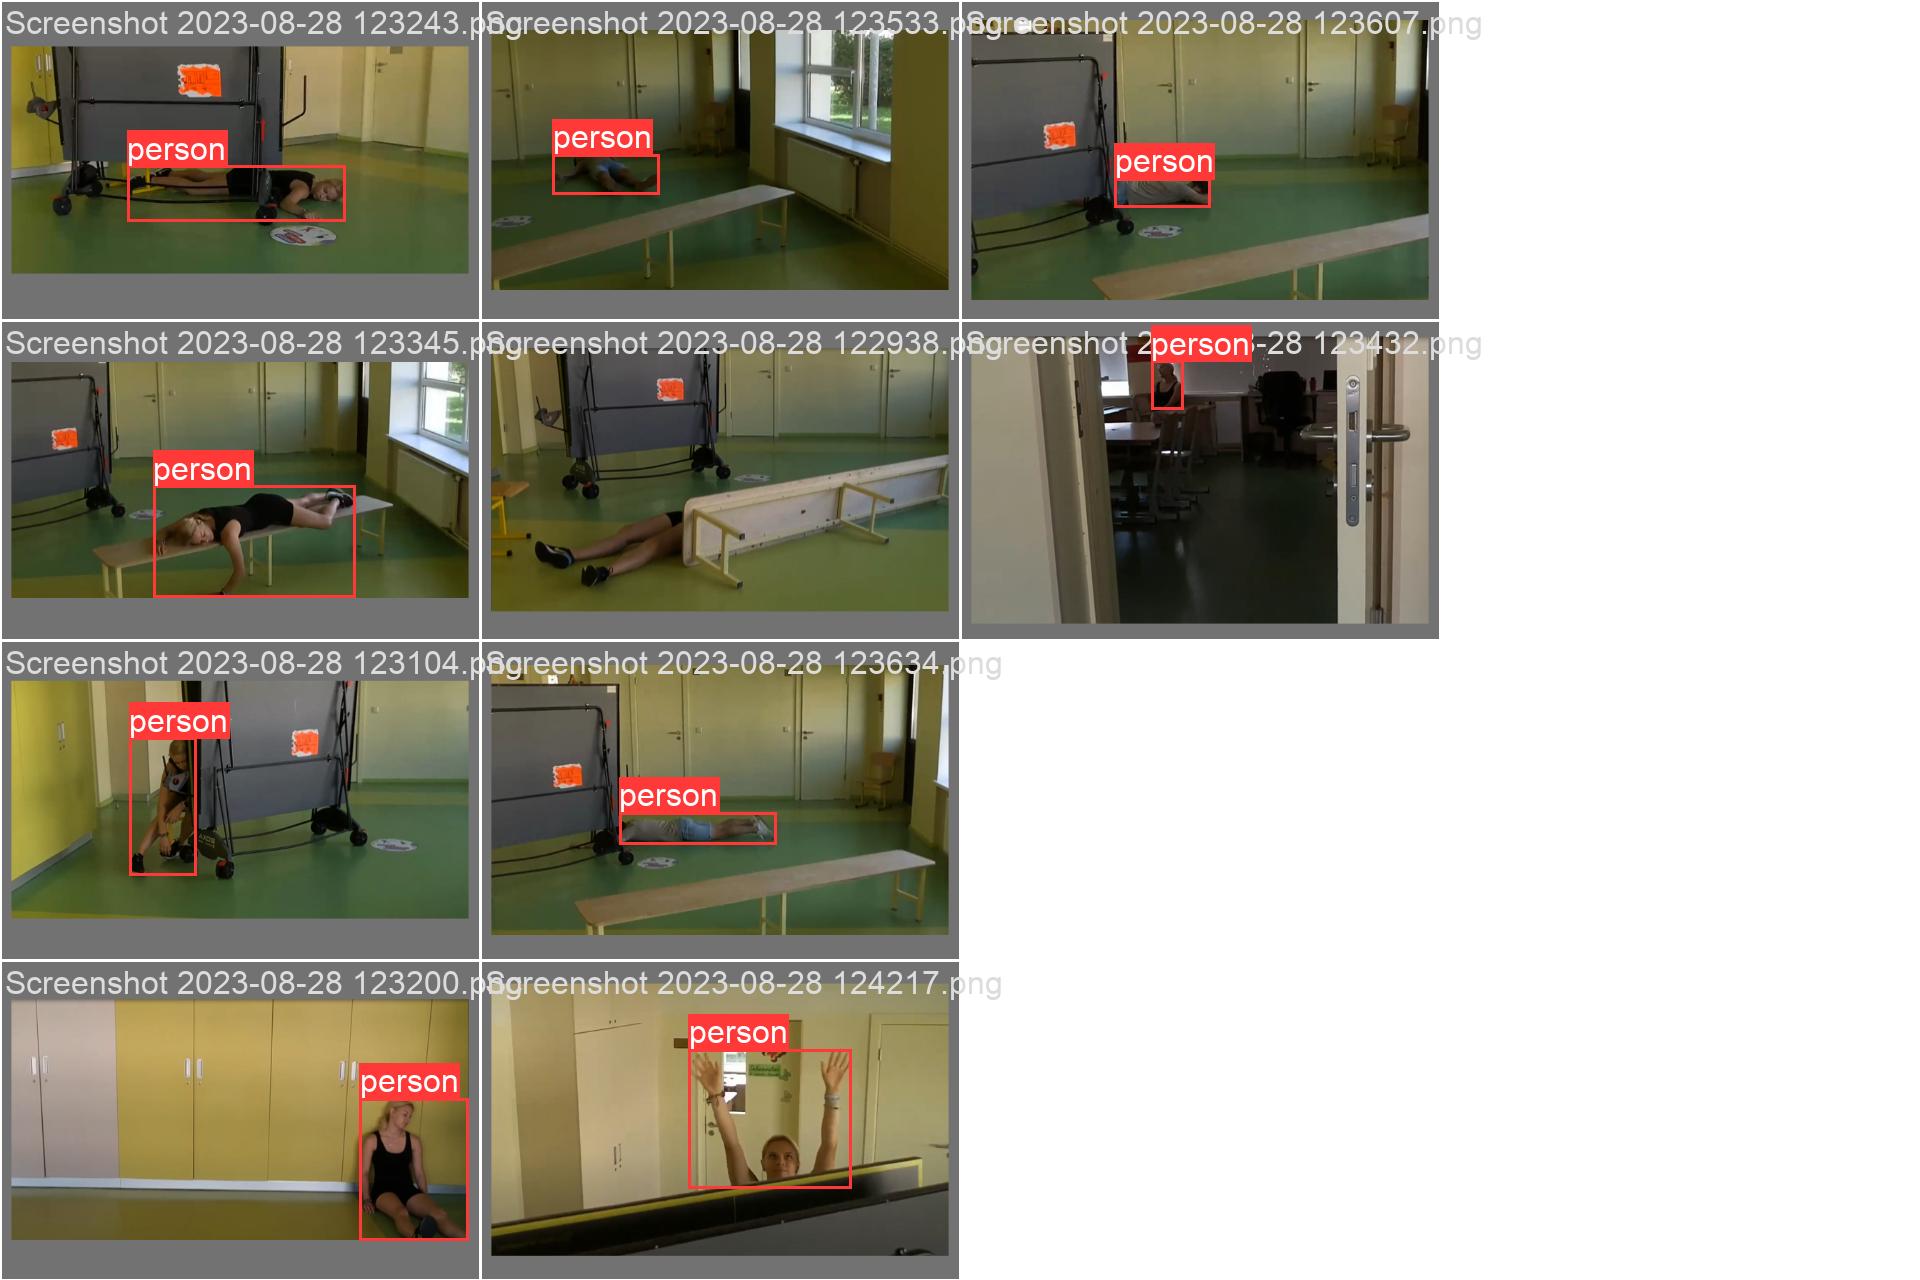 Screenshot 2023-08-28 123243.png
Screenshot 2023-08-28 123533.png
Screenshot 2023-08-28 123607.png
person
person
person
Screenshot 2023-08-28 123345.png
Screenshot 2023-08-28 122938.png
Screenshot 2 -28 123432.png
person
person
Screenshot 2023-08-28 123104.png
Screenshot 2023-08-28 123634.png
person
person
Screenshot 2023-08-28 123200.png
Screenshot 2023-08-28 124217.png
person
person